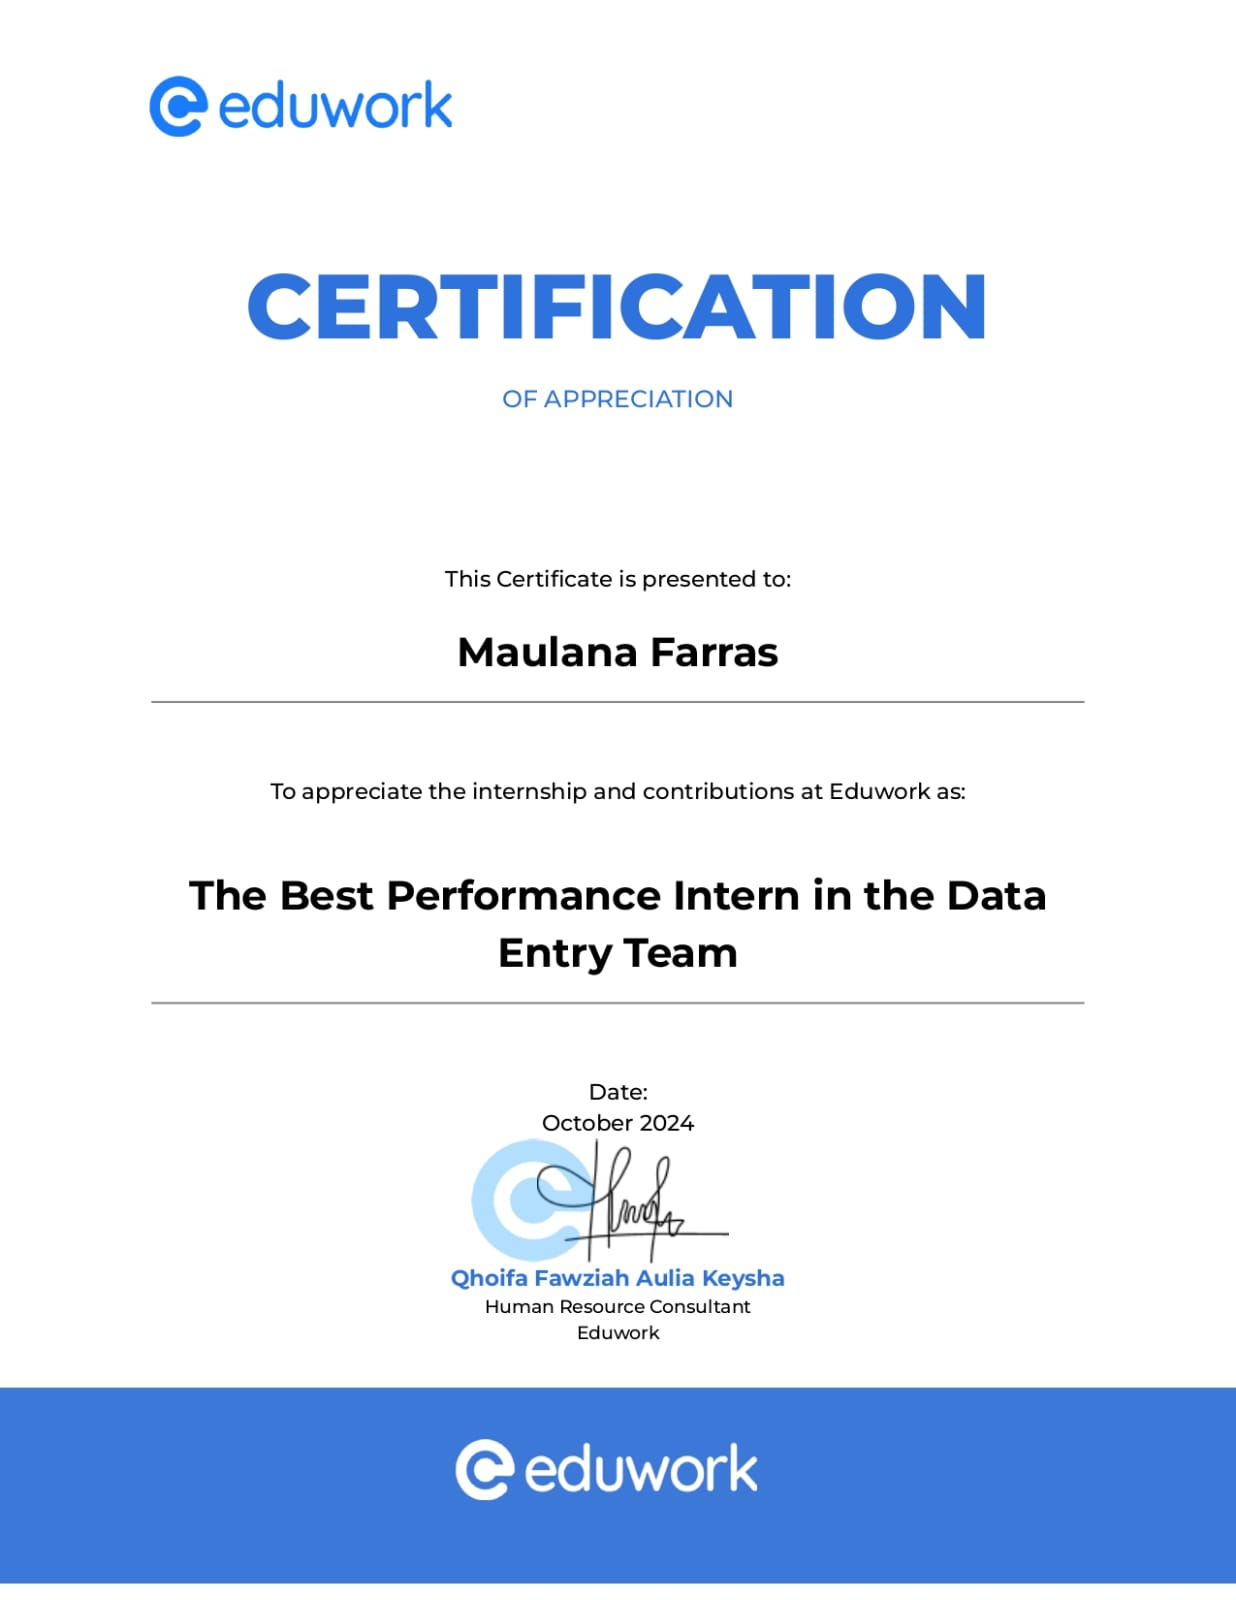 eduwork
CERTIFICATION
OF APPRECIATION
This Certificate is presented to:
Maulana Farras
To appreciate the internship and contributions at Eduwork as:
The Best Performance Intern in the Data
Entry Team
Date:
October 2024
Qhoifa Fawziah Aulia Keysha
Human Resource Consultant
Eduwork
eduwork